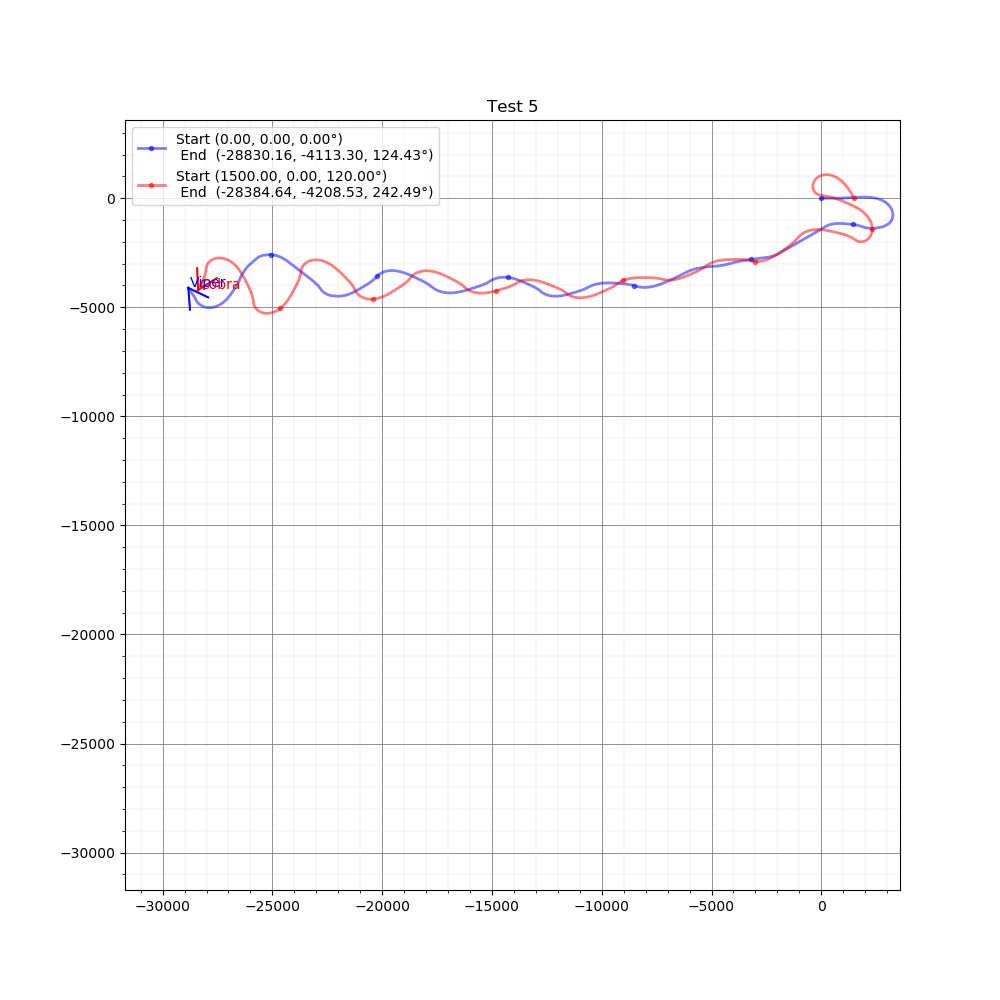 Test 5
Start (0.00, 0.00, 0.00°)
End (-28830.16, -4113.30, 124.43°)
Start (1500.00, 0.00, 120.00°)
End (-28384.64, -4208.53, 242.49°)
0
−5000
−10000
−15000
−20000
−25000
−30000
Viper
Cobra
−30000 −25000 −20000 −15000 −10000 −5000 0